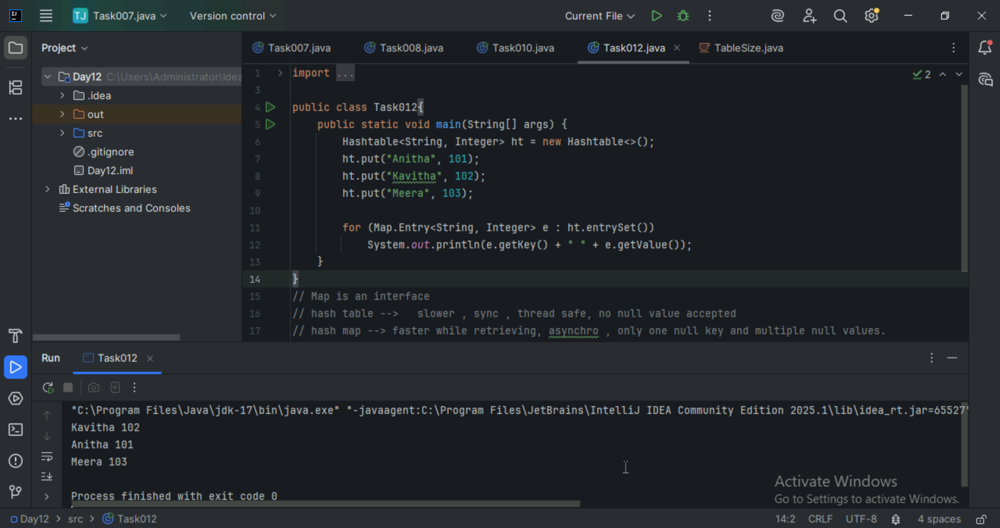 TJ Task007.java Version control Current File
Project
Task007.java Task008.java Task010.java Task012.java TableSize.java
Day12 C:\Users\Administrator\Idea
.idea
out
src
.gitignore
Day12.iml
External Libraries
Scratches and Consoles
1 import ...
2
3
4 public class Task012{
5 public static void main(String[] args) {
6 Hashtable<String, Integer> ht = new Hashtable<>();
7 ht.put("Anitha", 101);
8 ht.put("Kavitha", 102);
9 ht.put("Meera", 103);
10
11 for (Map.Entry<String, Integer> e : ht.entrySet())
12 System.out.println(e.getKey() + " " + e.getValue());
13 }
14 }
15 // Map is an interface
16 // hash table --> slower , sync , thread safe, no null value accepted
17 // hash map --> faster while retrieving, asynchro , only one null key and multiple null values.
Run Task012
"C:\Program Files\Java\jdk-17\bin\java.exe" "-javaagent:C:\Program Files\JetBrains\IntelliJ IDEA Community Edition 2025.1\lib\idea_rt.jar=65527"
Kavitha 102
Anitha 101
Meera 103
Process finished with exit code 0
Activate Windows
Go to Settings to activate Windows.
Day12 > src > Task012 14:2 CRLF UTF-8 4 spaces